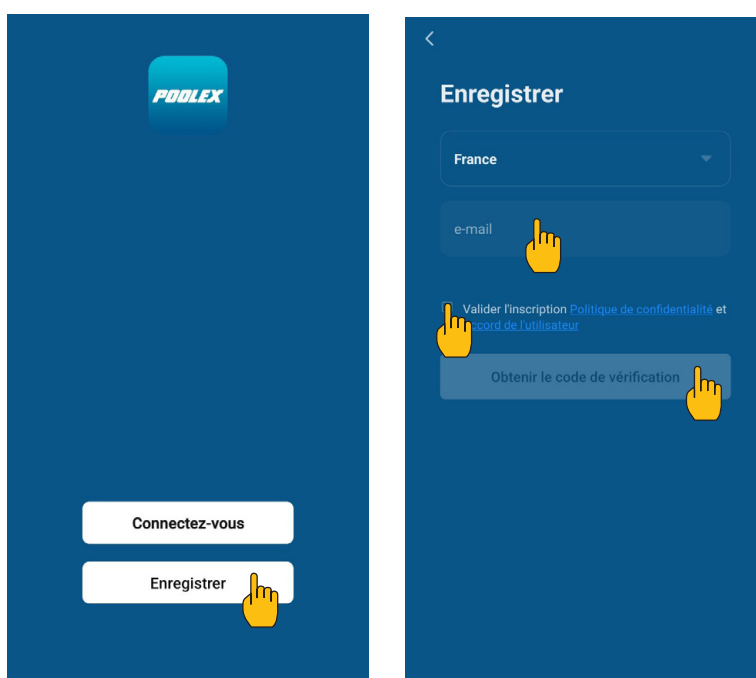 POOLEX
Connectez-vous
Enregistrer
Enregistrer
France
e-mail
Valider l'inscription Politique de confidentialité et
accord de l'utilisateur
Obtenir le code de vérification